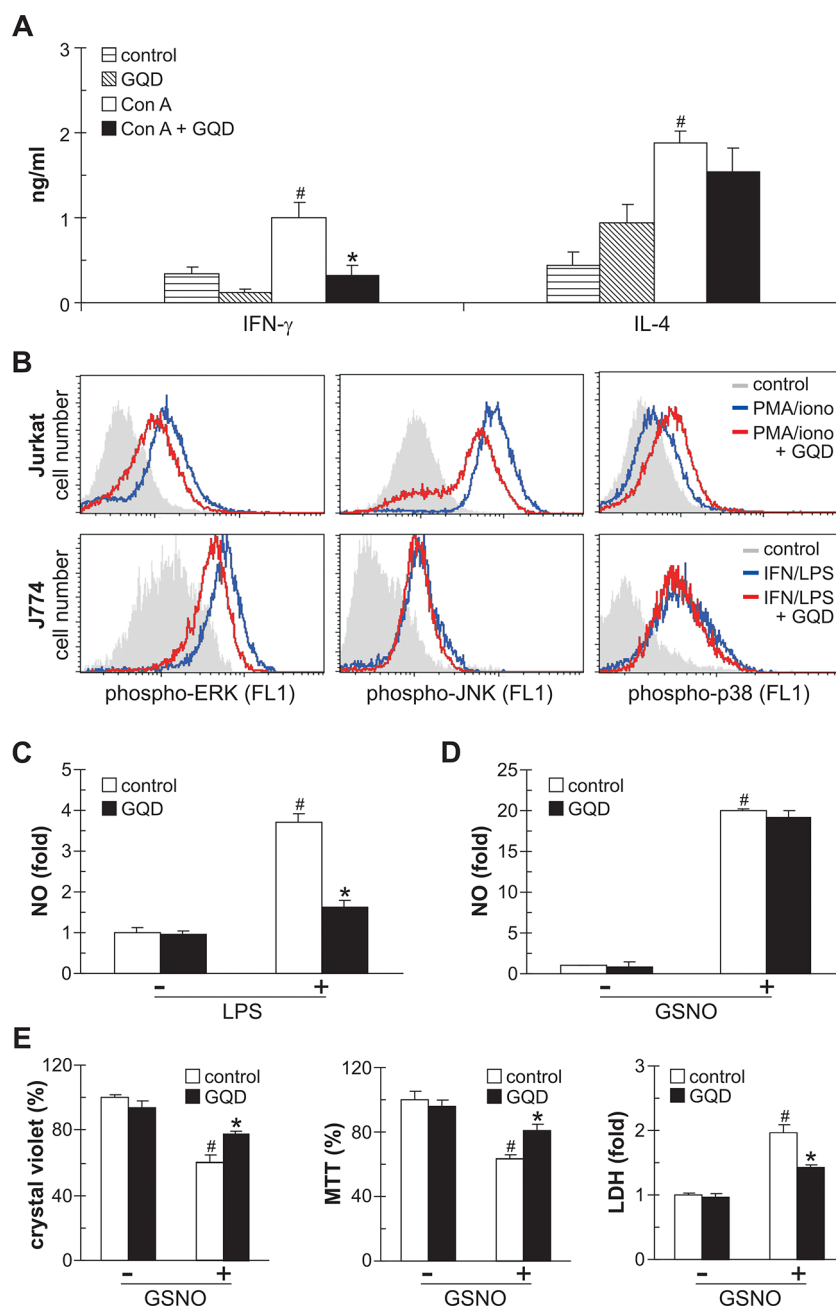 A
3
2
1
0
ng/ml
control
GQD
Con A
Con A + GQD
#
*
#
IFN-γ
IL-4
B
Jurkat
cell number
control
PMA/iono
PMA/iono
+ GQD
J774
cell number
control
IFN/LPS
IFN/LPS
+ GQD
phospho-ERK (FL1)
phospho-JNK (FL1)
phospho-p38 (FL1)
C
5
4
3
2
1
0
NO (fold)
control
GQD
#
*
- +
LPS
D
25
20
15
10
5
0
NO (fold)
control
GQD
#
- +
GSNO
E
120
80
40
0
crystal violet (%)
control
GQD
#
*
- +
GSNO
120
80
40
0
MTT (%)
control
GQD
#
*
- +
GSNO
3
2
1
0
LDH (fold)
control
GQD
#
*
- +
GSNO